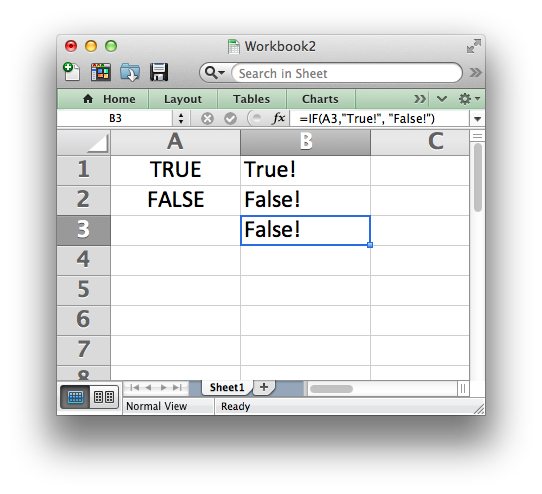 Workbook2
Search in Sheet
Home Layout Tables Charts
B3 fx =IF(A3,"True!", "False!")
A B C
1 TRUE True!
2 FALSE False!
3 False!
4
5
6
7
8
Sheet1
Normal View Ready